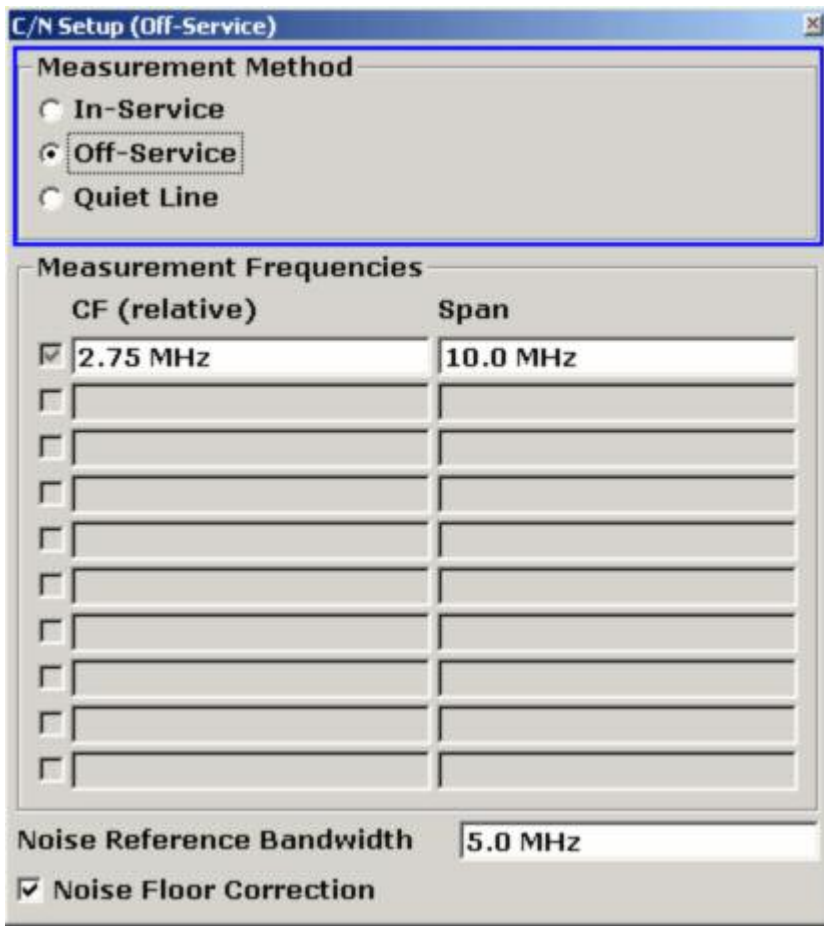 C/N Setup (Off-Service)
Measurement Method
In-Service
Off-Service
Quiet Line
Measurement Frequencies
CF (relative) Span
2.75 MHz 10.0 MHz
Noise Reference Bandwidth 5.0 MHz
Noise Floor Correction